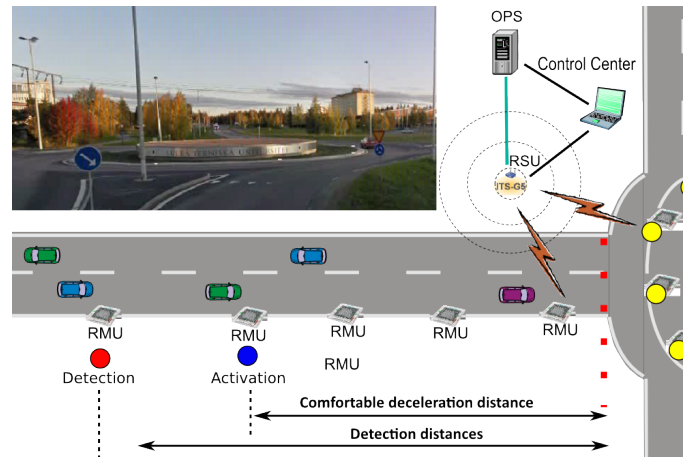 OPS
Control Center
RSU
ITS-G5
RMU
RMU
RMU
RMU
RMU
RMU
Detection
Activation
Comfortable deceleration distance
Detection distances